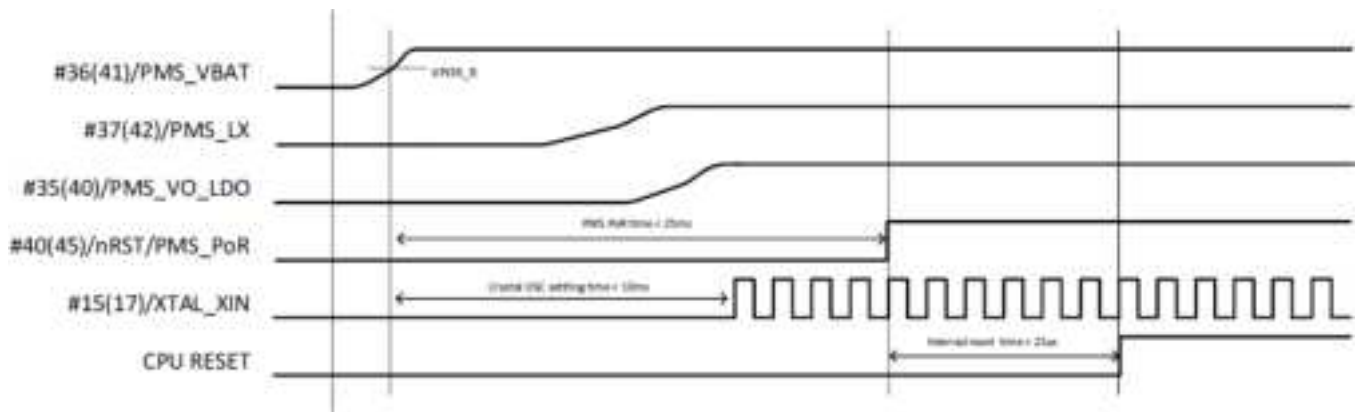 #36(41)/PMS_VBAT
#37(42)/PMS_LX
#35(40)/PMS_VO_LDO
PMS PoR time < 25ms
#40(45)/nRST/PMS_PoR
Crystal OSC settling time < 10ms
#15(17)/XTAL_XIN
Internal reset time < 25us
CPU RESET